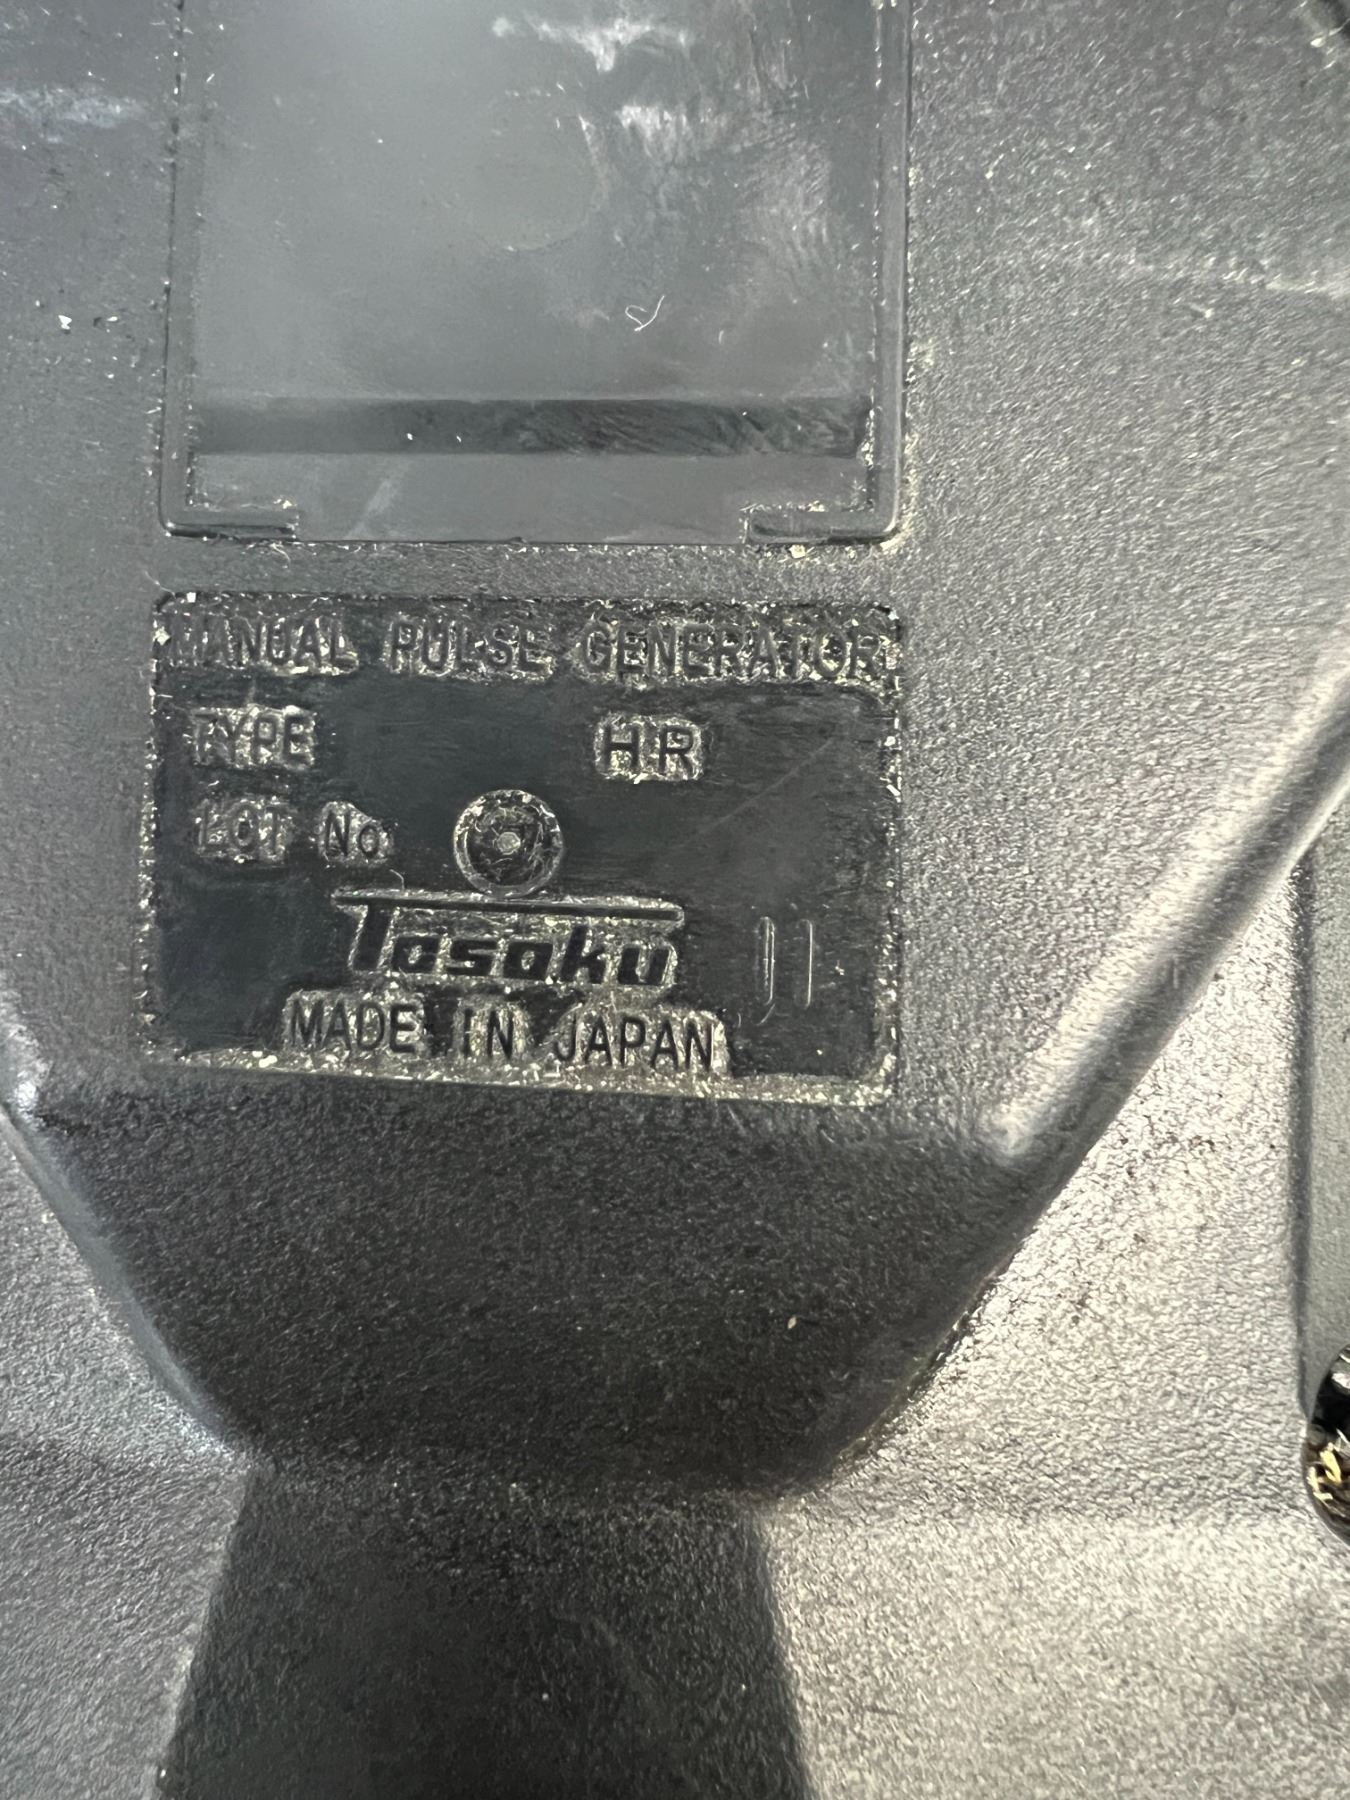 MANUAL PULSE GENERATOR
TYPE HR
LOT No.
Tosoku
MADE IN JAPAN